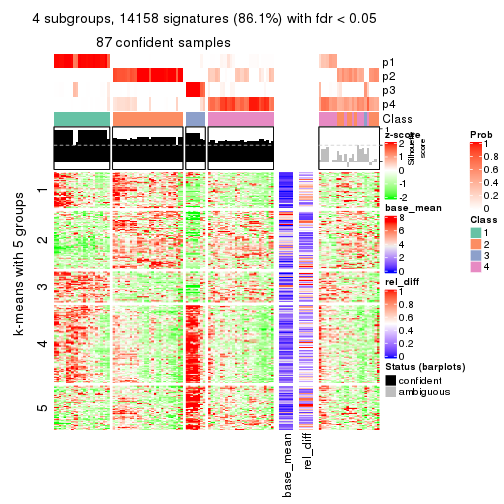 4 subgroups, 14158 signatures (86.1%) with fdr < 0.05
87 confident samples
p1
p2
p3
p4
Class
z-score
2
1
0
-1
-2
Silhouette
score
1
Prob
1
0.8
0.6
0.4
0.2
0
base_mean
8
6
4
2
0
Class
1
2
3
4
rel_diff
1
0.8
0.6
0.4
0.2
0
Status (barplots)
confident
ambiguous
k-means with 5 groups
1
2
3
4
5
base_mean
rel_diff